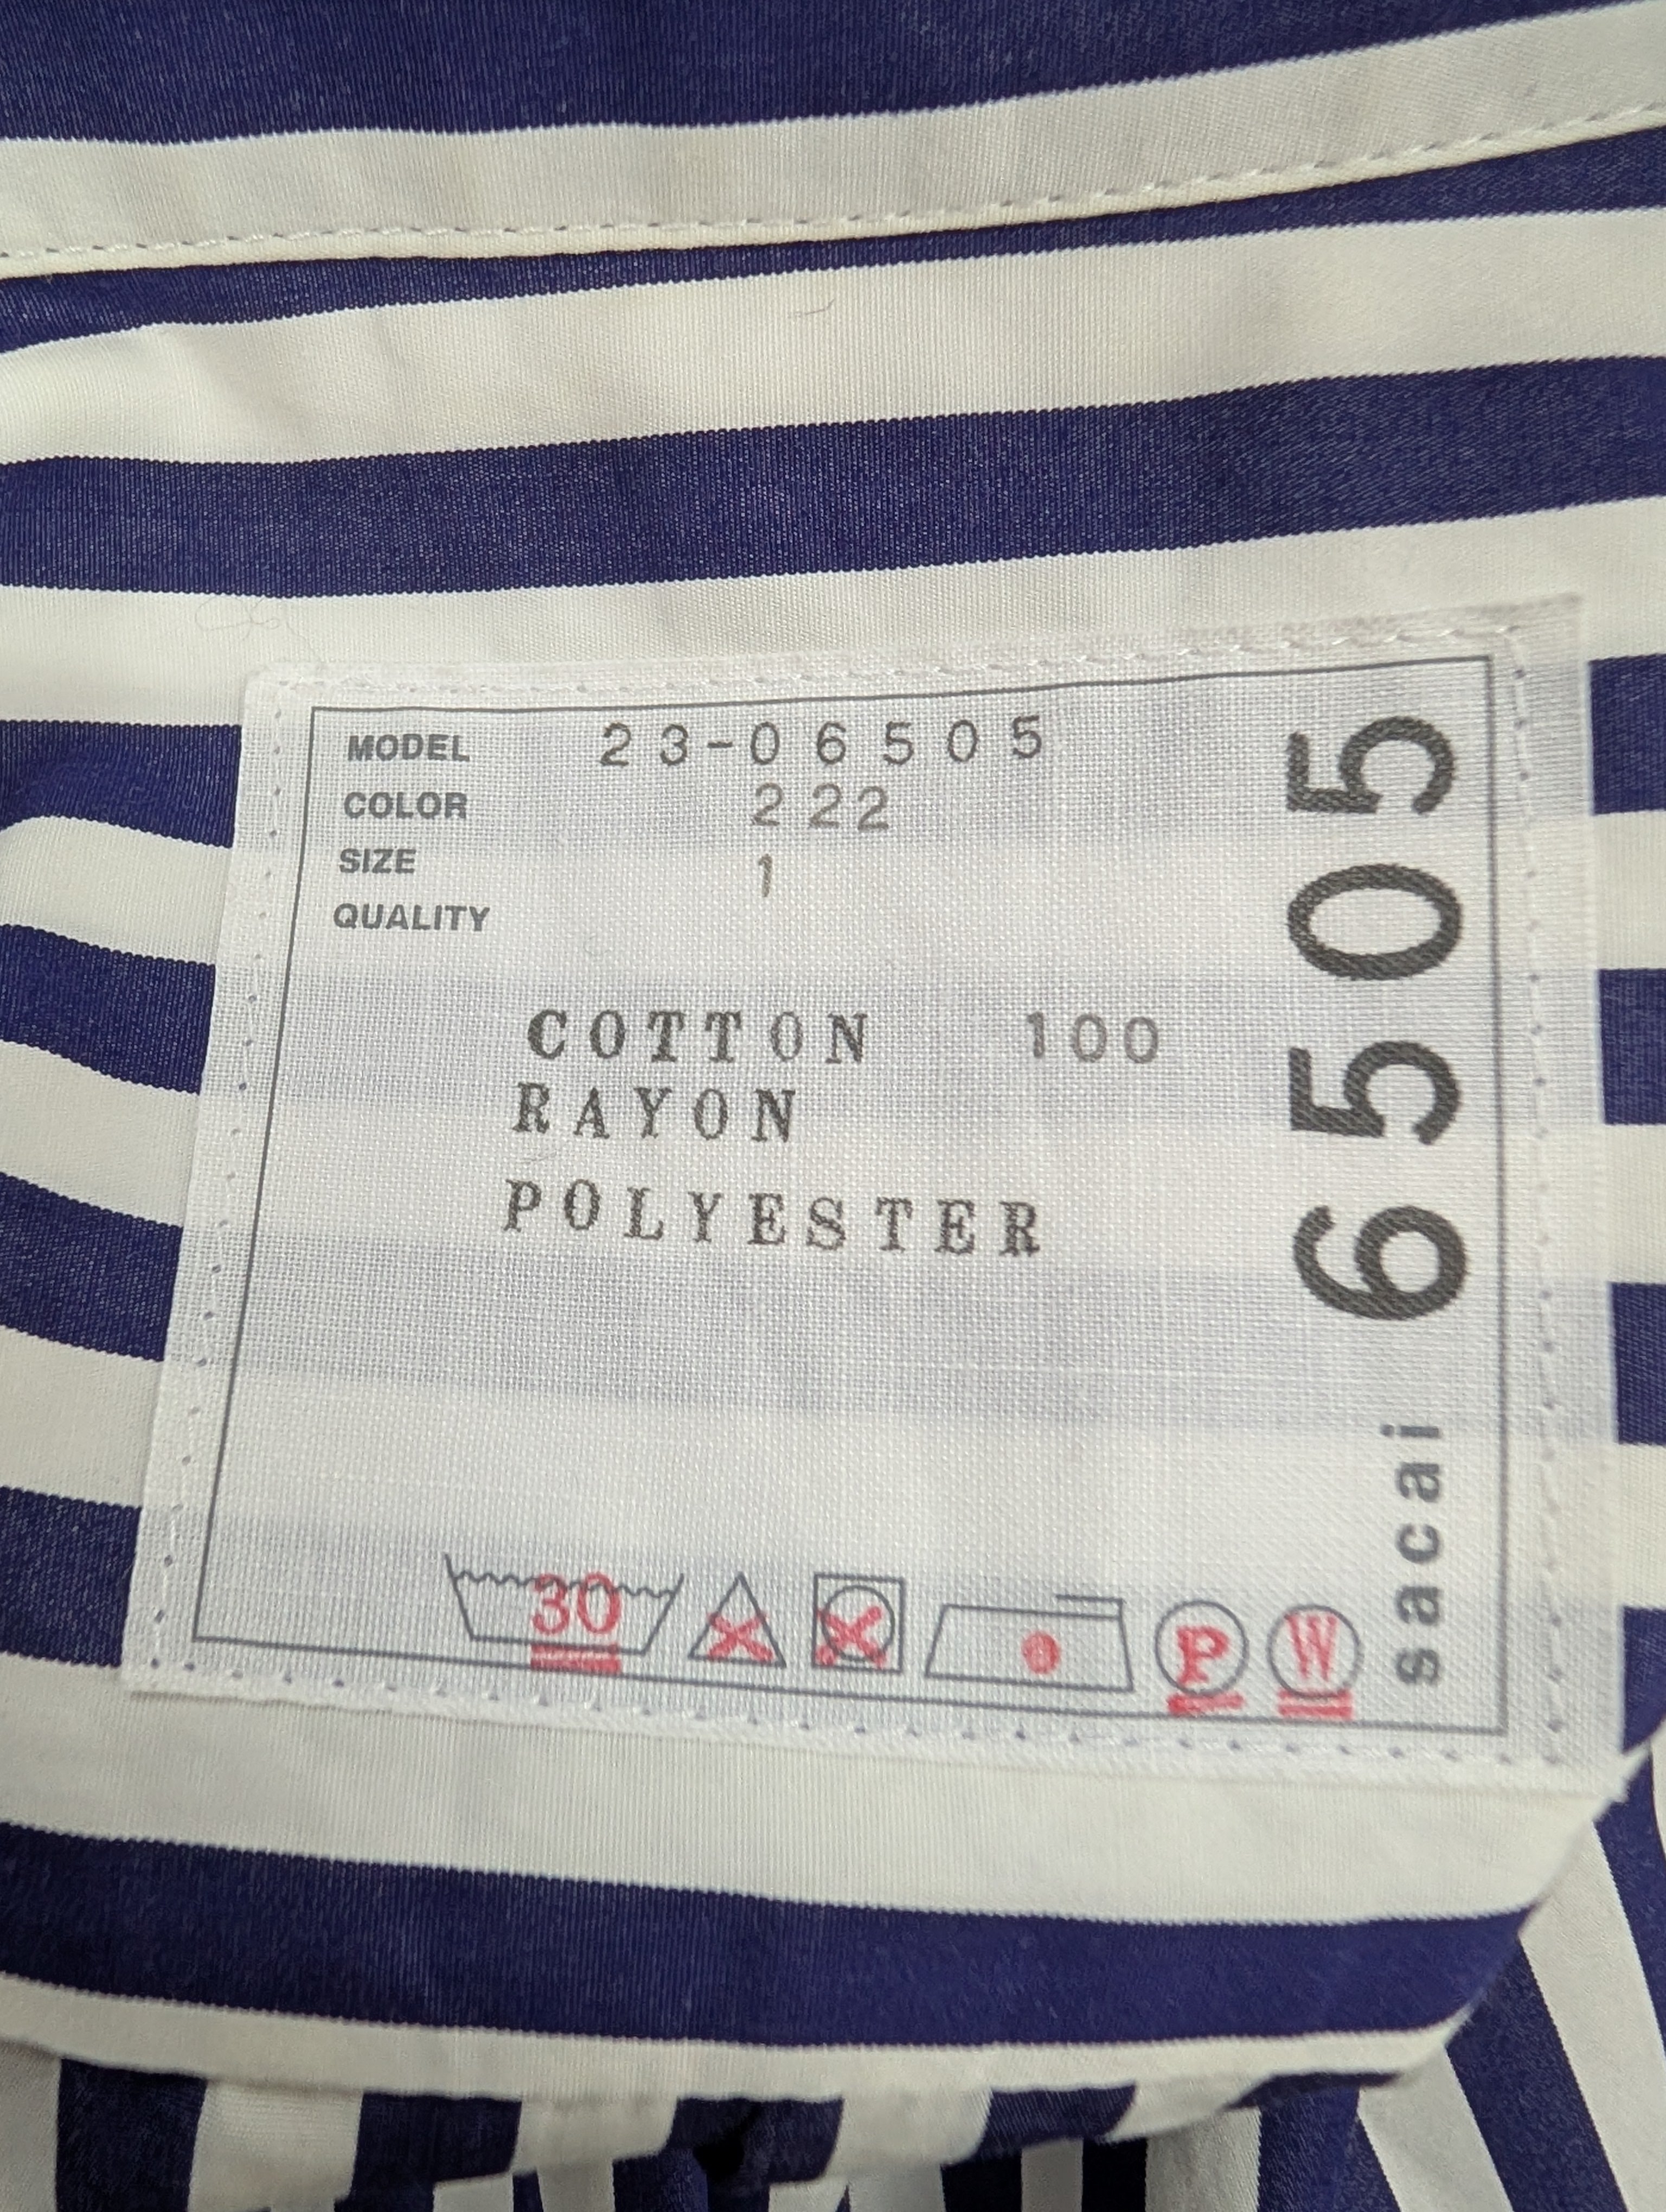 MODEL 23-06505
COLOR 222
SIZE 1
QUALITY
COTTON 100
RAYON
POLYESTER
30
P
W
sacai 6505